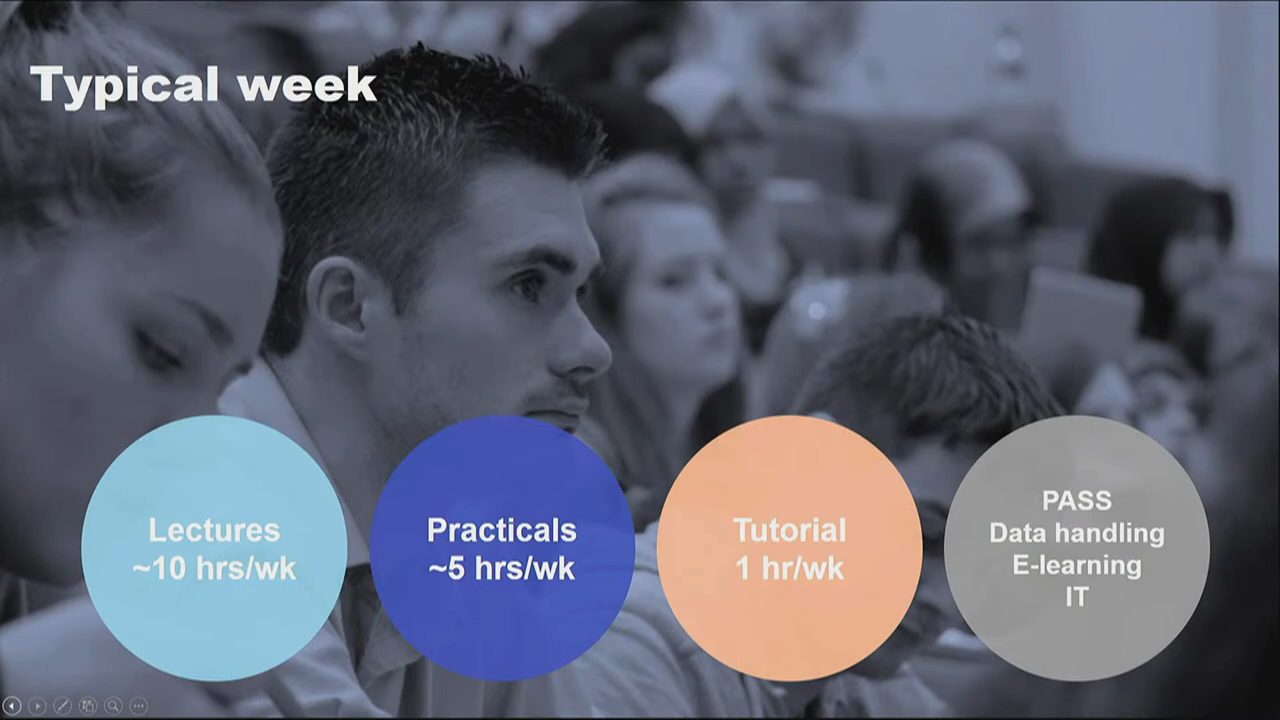 Typical week
Lectures
~10 hrs/wk
Practicals
~5 hrs/wk
Tutorial
1 hr/wk
PASS
Data handling
E-learning
IT